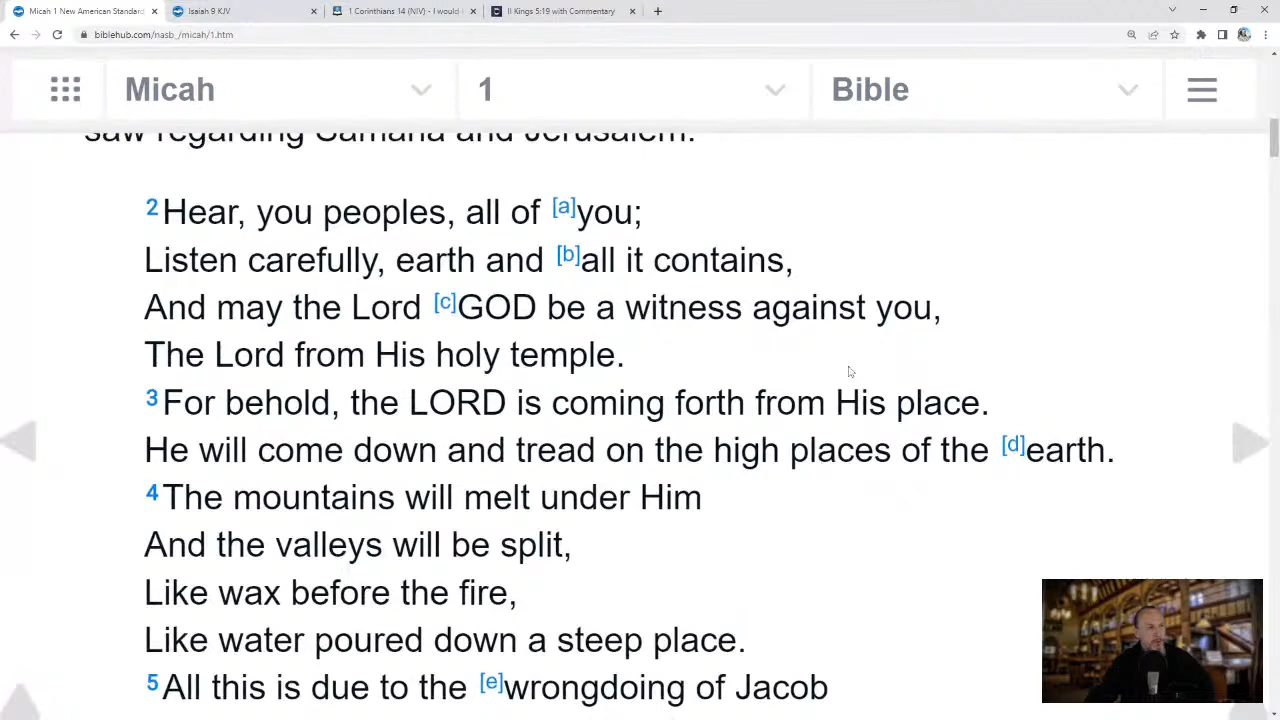 Micah 1 New American Standard
Isaiah 9 KJV
1 Corinthians 14 (NIV) - I would l
II Kings 5:19 with Commentary
biblehub.com/nasb_/micah/1.htm
Micah 1 Bible
saw regarding Samaria and Jerusalem.
2 Hear, you peoples, all of [a]you;
Listen carefully, earth and [b]all it contains,
And may the Lord [c]GOD be a witness against you,
The Lord from His holy temple.
3 For behold, the LORD is coming forth from His place.
He will come down and tread on the high places of the [d]earth.
4 The mountains will melt under Him
And the valleys will be split,
Like wax before the fire,
Like water poured down a steep place.
5 All this is due to the [e]wrongdoing of Jacob